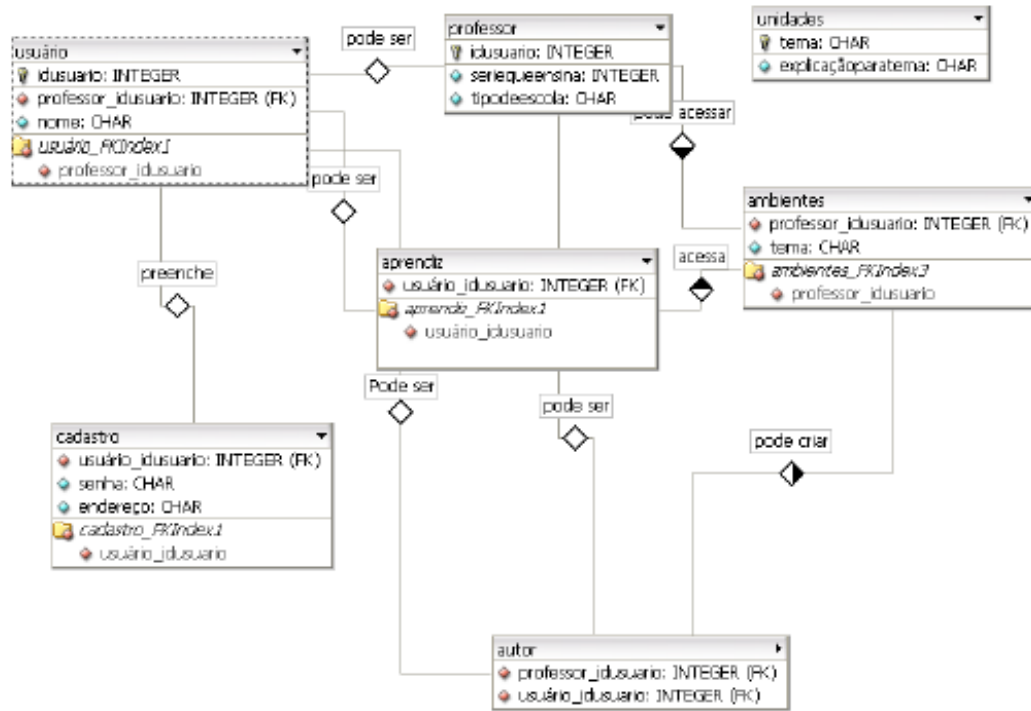 usuário
idusuario: INTEGER
professor_idusuario: INTEGER (FK)
nome: CHAR
usuário_FKIndex1
professor_idusuario
pode ser
professor
idusuario: INTEGER
seriequeensina: INTEGER
tipodeescola: CHAR
unidades
tema: CHAR
explicaçãoparatema: CHAR
pode acessar
pode ser
ambientes
professor_idusuario: INTEGER (FK)
tema: CHAR
ambientes_FKIndex3
professor_idusuario
preenche
aprendiz
usuário_idusuario: INTEGER (FK)
aprendiz_FKIndex1
usuário_idusuario
acessa
Pode ser
pode ser
cadastro
usuário_idusuario: INTEGER (FK)
senha: CHAR
endereço: CHAR
cadastro_FKIndex1
usuário_idusuario
pode criar
autor
professor_idusuario: INTEGER (FK)
usuário_idusuario: INTEGER (FK)